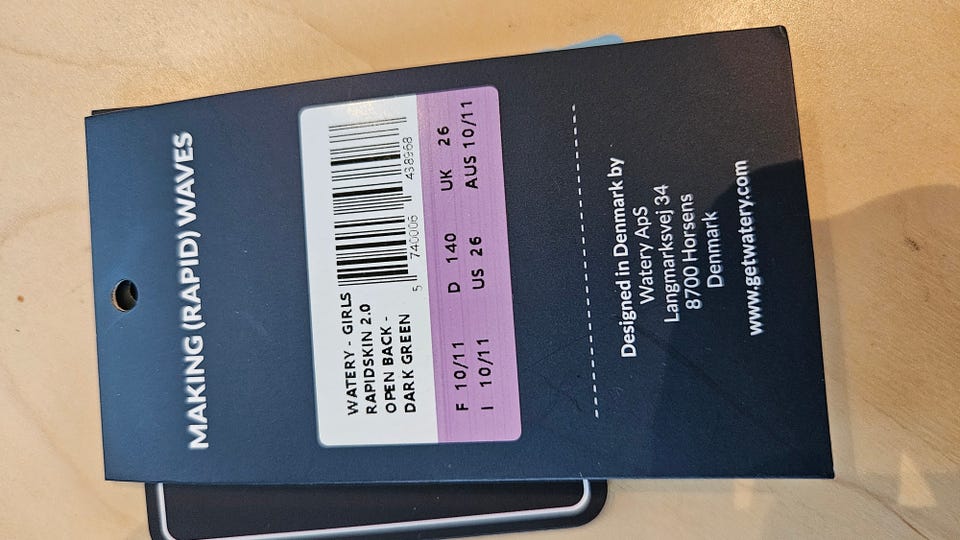 MAKING (RAPID) WAVES
WATERY - GIRLS
RAPIDSKIN 2.0
OPEN BACK -
DARK GREEN
5 740006 438968
F 10/11 D 140 UK 26
I 10/11 US 26 AUS 10/11
Designed in Denmark by
Watery ApS
Langmarksvej 34
8700 Horsens
Denmark
www.getwatery.com